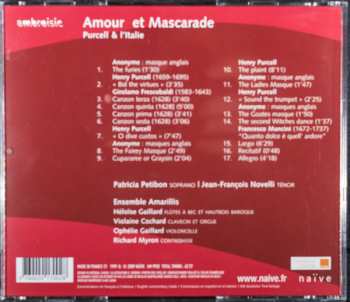 ambroisie
Amour et Mascarade
Purcell & l'Italie
Anonyme : masque anglais
1. The furies (1'30)
Henry Purcell (1659-1695)
2. « Bid the virtues » (3'35)
Girolamo Frescobaldi (1583-1643)
3. Canzon terza (1628) (3'40)
4. Canzon quinta (1628) (5'00)
5. Canzon prima (1628) (3'41)
6. Canzon sesta (1628) (3'06)
Henry Purcell
7. « O dive custos » (7'47)
Anonyme : masques anglais
8. The Fairey Masque (2'49)
9. Cuperaree or Graysin (2'04)
Henry Purcell
10. The plaint (8'11)
Anonyme : masque anglais
11. The Ladies Masque (1'47)
Henry Purcell
12. « Sound the trumpet » (2'25)
Anonyme : masques anglais
13. The Goates masque (1'50)
14. The second Witches dance (1'37)
Francesco Mancini (1672-1737)
"Quanto dolce è quell' ardore"
15. Largo (6'29)
16. Recitatif (0'48)
17. Allegro (4'18)
Patricia Petibon SOPRANO | Jean-François Novelli TENOR
Ensemble Amarillis
Héloïse Gaillard FLÛTES À BEC ET HAUTBOIS BAROQUE
Violaine Cochard CLAVECIN ET ORGUE
Ophélie Gaillard VIOLONCELLE
Richard Myron CONTREBASSE
www.naive.fr
naïve